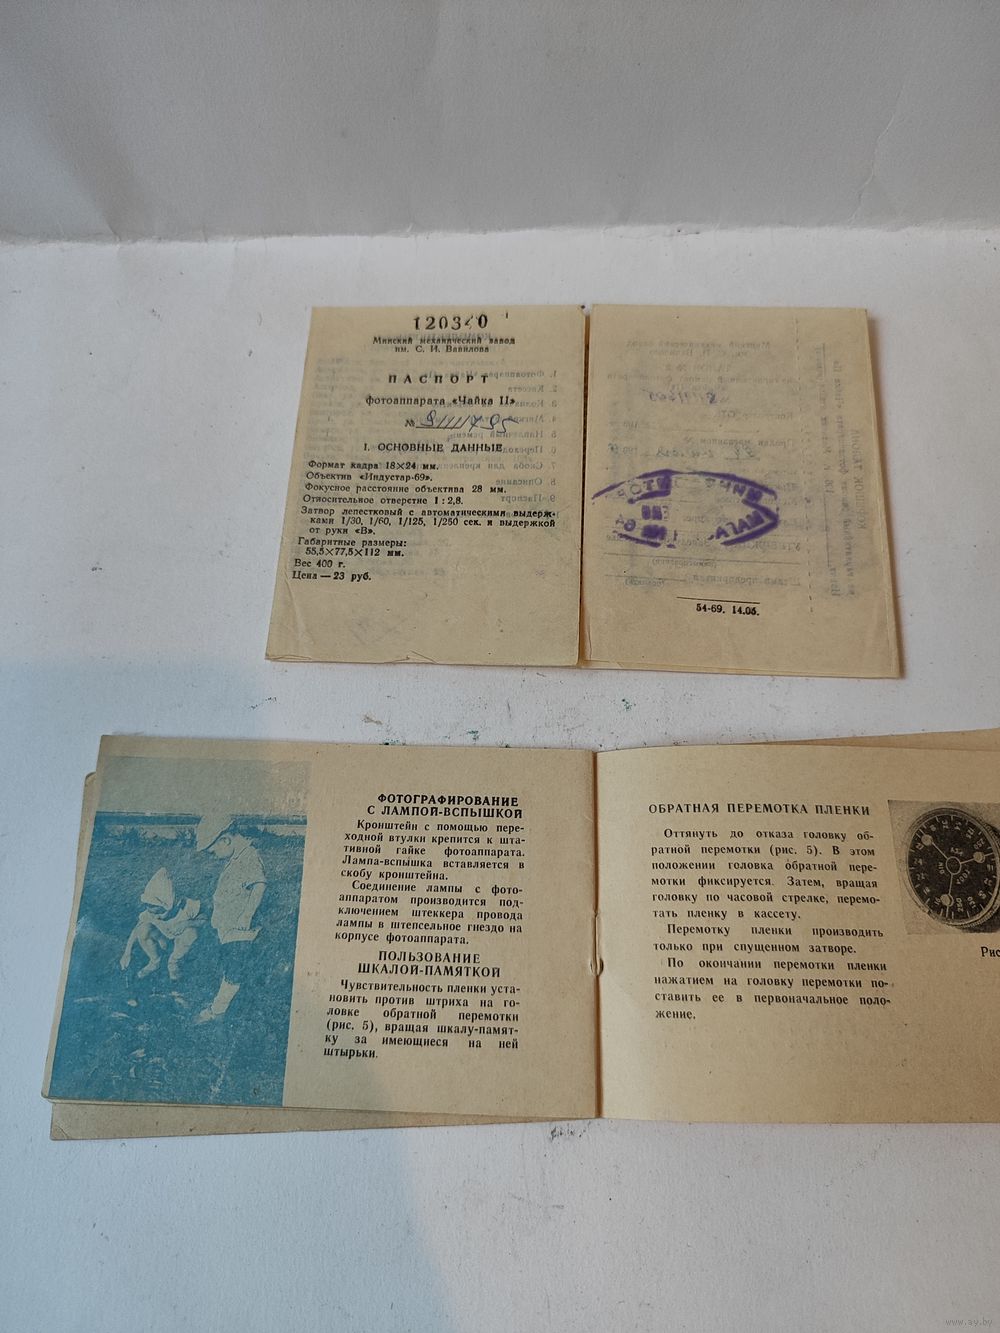 Минский механический завод
им. С. И. Вавилова
ПАСПОРТ
фотоаппарата «Чайка II»
№
I. ОСНОВНЫЕ ДАННЫЕ
Формат кадра 18×24 мм.
Объектив «Индустар-69».
Фокусное расстояние объектива 28 мм.
Относительное отверстие 1 : 2,8.
Затвор лепестковый с автоматическими выдерж-
ками 1/30, 1/60, 1/125, 1/250 сек. и выдержкой
от руки «В».
Габаритные размеры:
55,5×77,5×112 мм.
Вес 400 г.
Цена — 23 руб.
54-69. 14.05.
ФОТОГРАФИРОВАНИЕ
С ЛАМПОЙ-ВСПЫШКОЙ
Кронштейн с помощью пере-
ходной втулки крепится к шта-
тивной гайке фотоаппарата.
Лампа-вспышка вставляется в
скобу кронштейна.
Соединение лампы с фото-
аппаратом производится под-
ключением штеккера провода
лампы в штепсельное гнездо на
корпусе фотоаппарата.
ПОЛЬЗОВАНИЕ
ШКАЛОЙ-ПАМЯТКОЙ
Чувствительность пленки уста-
новить против штриха на го-
ловке обратной перемотки
(рис. 5), вращая шкалу-памят-
ку за имеющиеся на ней
штырьки.
ОБРАТНАЯ ПЕРЕМОТКА ПЛЕНКИ
Оттянуть до отказа головку об-
ратной перемотки (рис. 5). В этом
положении головка обратной пере-
мотки фиксируется. Затем, вращая
головку по часовой стрелке, перемо-
тать пленку в кассету.
Перемотку пленки производить
только при спущенном затворе.
По окончании перемотки пленки
нажатием на головку перемотки по-
ставить ее в первоначальное поло-
жение.
Рис
www.ay.by